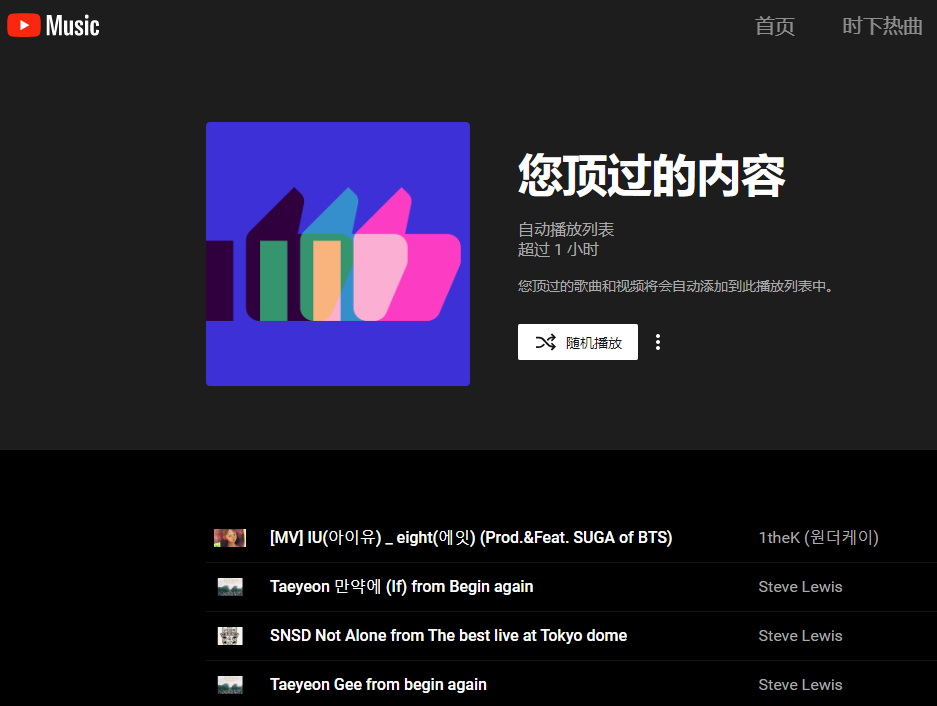 Music
首页
时下热曲
您顶过的内容
自动播放列表
超过 1 小时
您顶过的歌曲和视频将会自动添加到此播放列表中。
随机播放
[MV] IU(아이유) _ eight(에잇) (Prod.&Feat. SUGA of BTS)
1theK (원더케이)
Taeyeon 만약에 (If) from Begin again
Steve Lewis
SNSD Not Alone from The best live at Tokyo dome
Steve Lewis
Taeyeon Gee from begin again
Steve Lewis